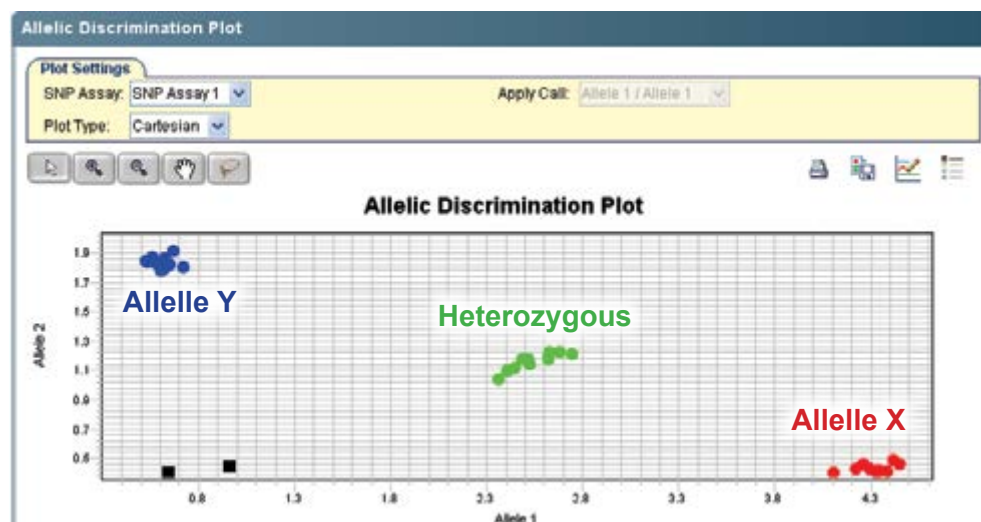 Allelic Discrimination Plot
Plot Settings
SNP Assay: SNP Assay 1 Apply Call: Allele 1 / Allele 1
Plot Type: Cartesian
Allelic Discrimination Plot
1.9
Allelle Y
1.7
1.5
Heterozygous
1.3
Allele 2
1.1
0.9
Allelle X
0.7
0.5
0.8 1.3 1.8 2.3 2.8 3.3 3.8 4.3
Allele 1